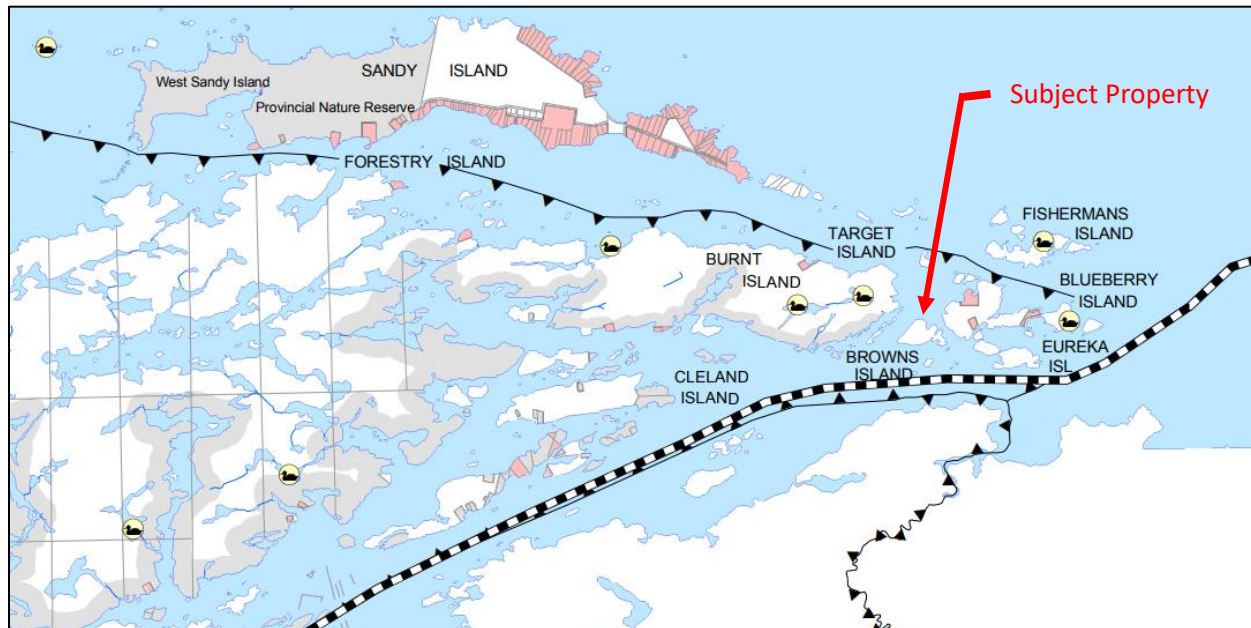 West Sandy Island
SANDY ISLAND
Provincial Nature Reserve
Subject Property
FORESTRY ISLAND
FISHERMANS
ISLAND
TARGET
ISLAND
BURNT
ISLAND
BLUEBERRY
ISLAND
BROWNS
ISLAND
EUREKA
ISL
CLELAND
ISLAND